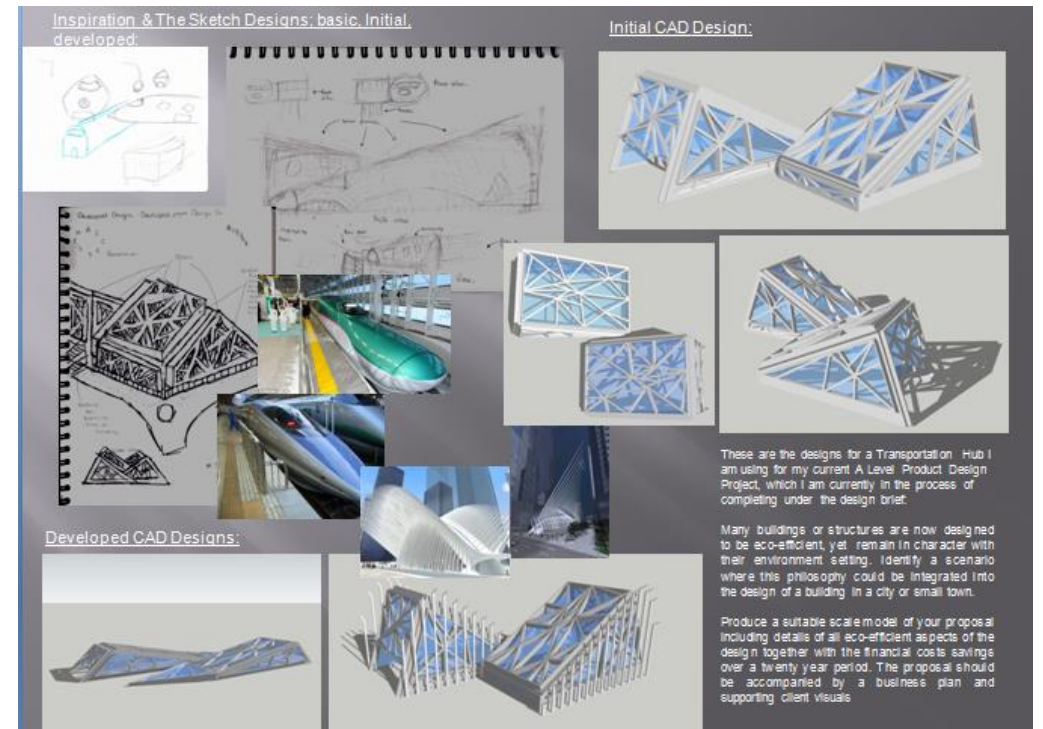 Inspiration & The Sketch Designs; basic, Initial,
developed:
Initial CAD Design:
Developed CAD Designs:
These are the designs for a Transportation Hub I
am using for my current A Level Product Design
Project, which I am currently in the process of
completing under the design brief:
Many buildings or structures are now designed
to be eco-efficient, yet remain in character with
their environment setting. Identify a scenario
where this philosophy could be integrated into
the design of a building in a city or small town.
Produce a suitable scale model of your proposal
including details of all eco-efficient aspects of the
design together with the financial costs savings
over a twenty year period. The proposal should
be accompanied by a business plan and
supporting client visuals